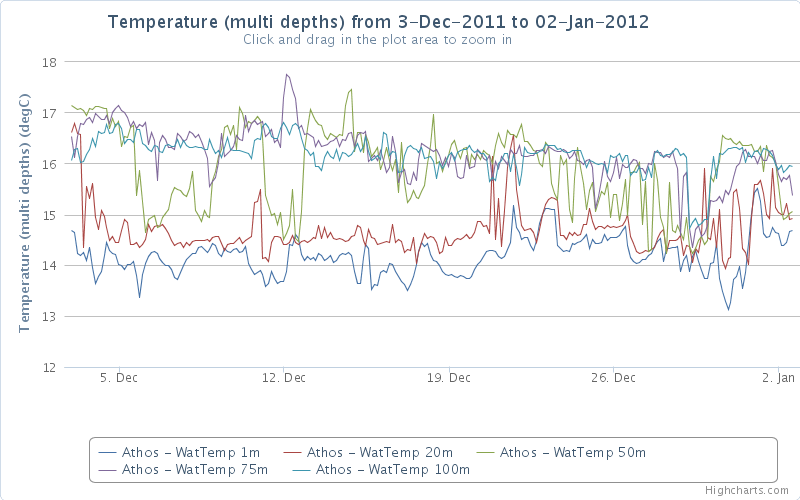 Temperature (multi depths) from 3-Dec-2011 to 02-Jan-2012
Click and drag in the plot area to zoom in
Temperature (multi depths) (degC)
18
17
16
15
14
13
12
5. Dec 12. Dec 19. Dec 26. Dec 2. Jan
Athos - WatTemp 1m Athos - WatTemp 20m Athos - WatTemp 50m
Athos - WatTemp 75m Athos - WatTemp 100m
Highcharts.com